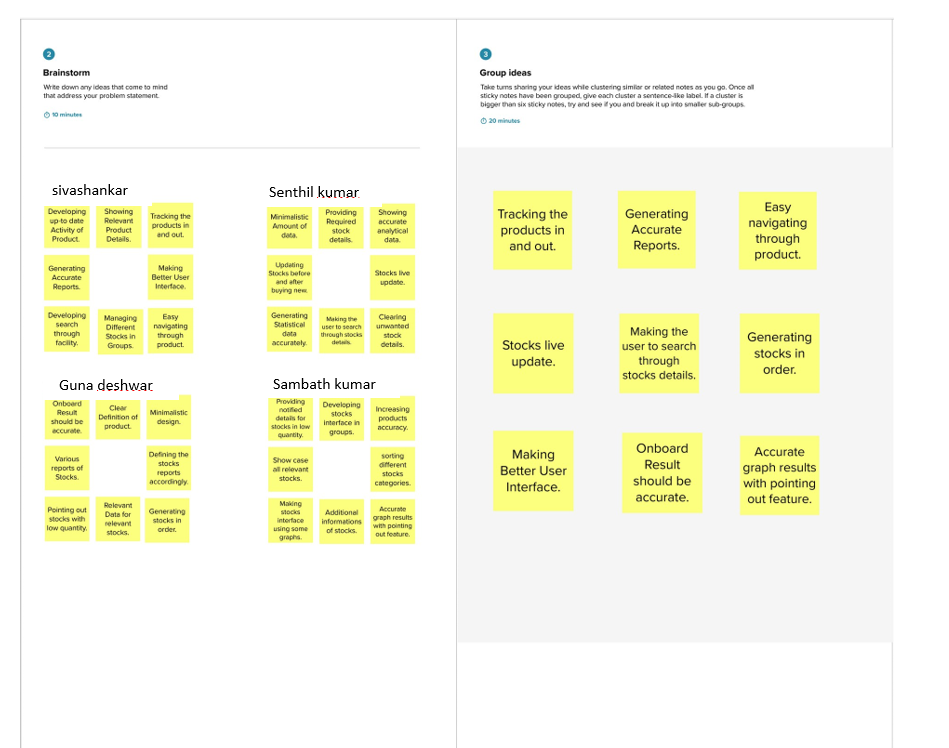 2
Brainstorm
Write down any ideas that come to mind
that address your problem statement.
10 minutes
sivashankar
Developing
up-to date
Activity of
Product.
Showing
Relevant
Product
Details.
Tracking the
products in
and out.
Generating
Accurate
Reports.
Making
Better User
Interface.
Developing
search
through
facility.
Managing
Different
Stocks in
Groups.
Easy
navigating
through
product.
Senthil kumar
Minimalistic
Amount of
data.
Providing
Required
stock
details.
Showing
accurate
analytical
data.
Updating
Stocks before
and after
buying new.
Stocks live
update.
Generating
Statistical
data
accurately.
Making the
user to search
through stocks
details.
Clearing
unwanted
stock
details.
Guna deshwar
Onboard
Result
should be
accurate.
Clear
Definition of
product.
Minimalistic
design.
Various
reports of
Stocks.
Defining the
stocks
reports
accordingly.
Pointing out
stocks with
low quantity.
Relevant
Data for
relevant
stocks.
Generating
stocks in
order.
Sambath kumar
Providing
notified
details for
stocks in low
quantity.
Developing
stocks
interface in
groups.
Increasing
products
accuracy.
Show case
all relevant
stocks.
sorting
different
stocks
categories.
Making
stocks
interface
using some
graphs.
Additional
informations
of stocks.
Accurate
graph results
with pointing
out feature.
3
Group ideas
Take turns sharing your ideas while clustering similar or related notes as you go. Once all
sticky notes have been grouped, give each cluster a sentence-like label. If a cluster is
bigger than six sticky notes, try and see if you and break it up into smaller sub-groups.
20 minutes
Tracking the
products in
and out.
Generating
Accurate
Reports.
Easy
navigating
through
product.
Stocks live
update.
Making the
user to search
through
stocks details.
Generating
stocks in
order.
Making
Better User
Interface.
Onboard
Result
should be
accurate.
Accurate
graph results
with pointing
out feature.